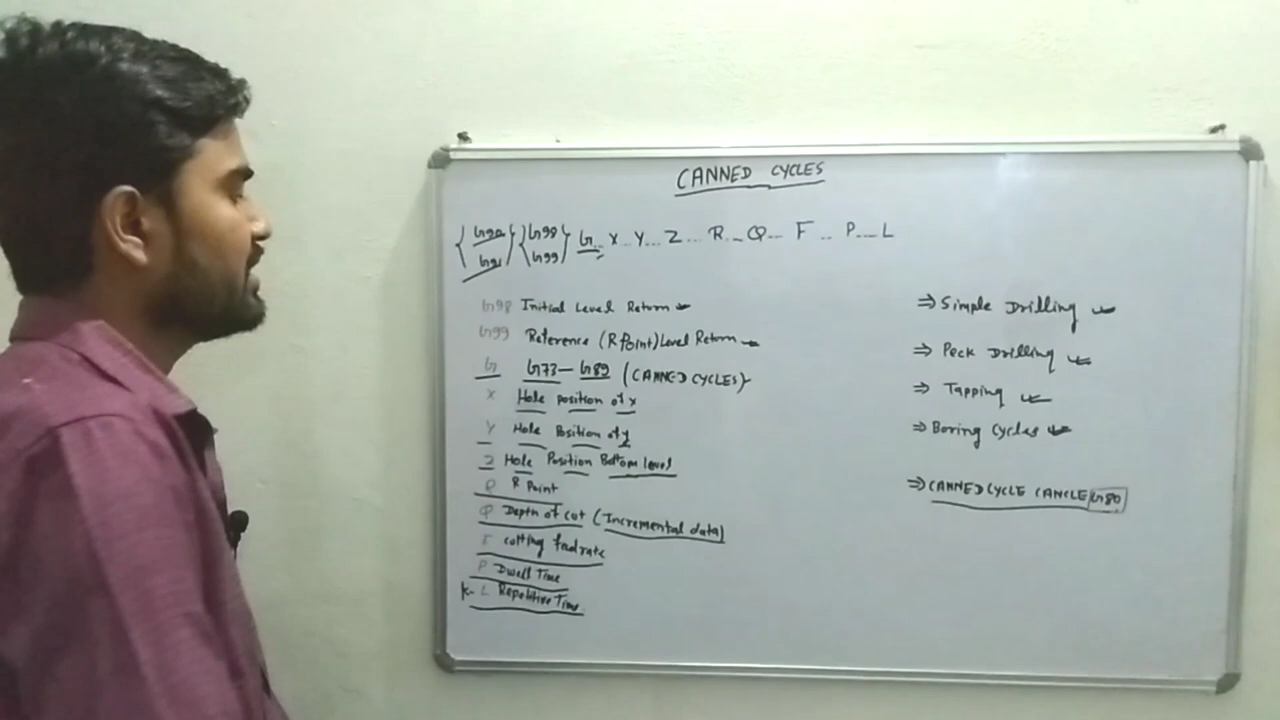 CANNED CYCLES
{G90 G91} {G98 G99} G... X... Y... Z... R... Q... F... P... L
G98 Initial Level Return
G99 Reference (R Point) Level Return
G G73 — G89 (CANNED CYCLES)
X Hole position of x
Y Hole Position of y
Z Hole Position Bottom level
R R Point
Q Depth of cut (Incremental data)
F cutting feedrate
P Dwell Time
K- L Repetitive Time
⇒ Simple Drilling
⇒ Peck Drilling
⇒ Tapping
⇒ Boring Cycles
⇒ CANNED CYCLE CANCLE G80